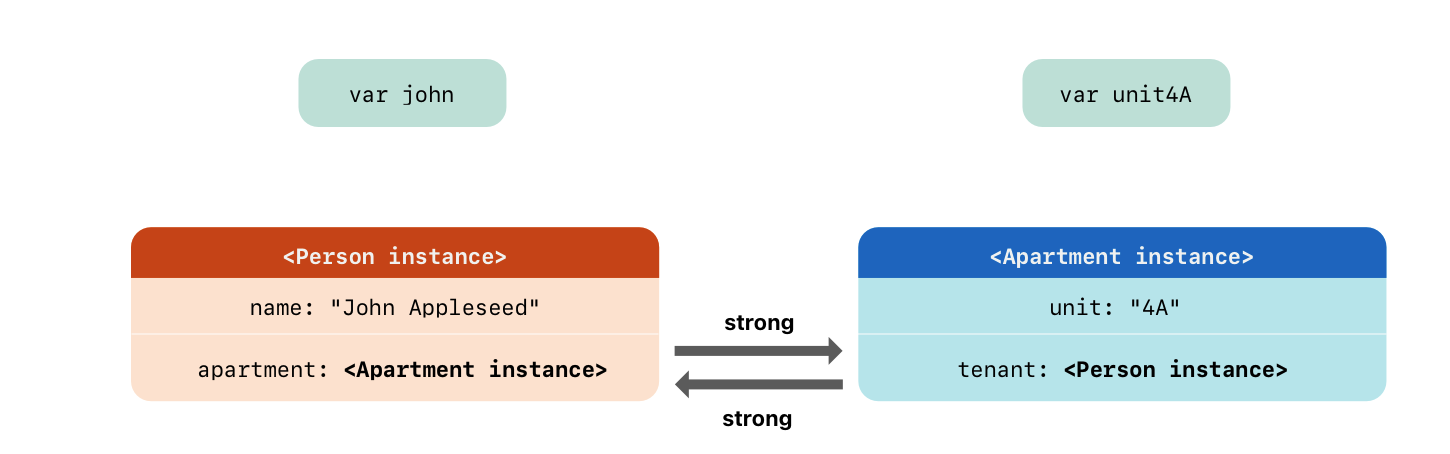 var john
var unit4A
<Person instance>
name: "John Appleseed"
apartment: <Apartment instance>
strong
strong
<Apartment instance>
unit: "4A"
tenant: <Person instance>